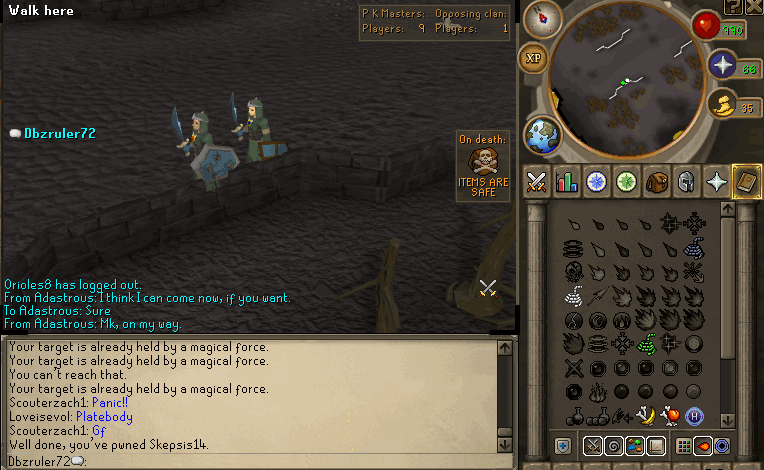 Walk here
P K Masters: Opposing clan:
Players: 9 Players: 1
990
XP
66
35
Dbzruler72
On death:
ITEMS ARE
SAFE
Orioles8 has logged out.
From Adastrous: I think I can come now, if you want.
To Adastrous: Sure
From Adastrous: Mk, on my way.
Your target is already held by a magical force.
Your target is already held by a magical force.
You can't reach that.
Your target is already held by a magical force.
Scouterzach1: Panic!!
Loveisevol: Platebody
Scouterzach1: Gf
Well done, you've pwned Skepsis14.
Dbzruler72:
H